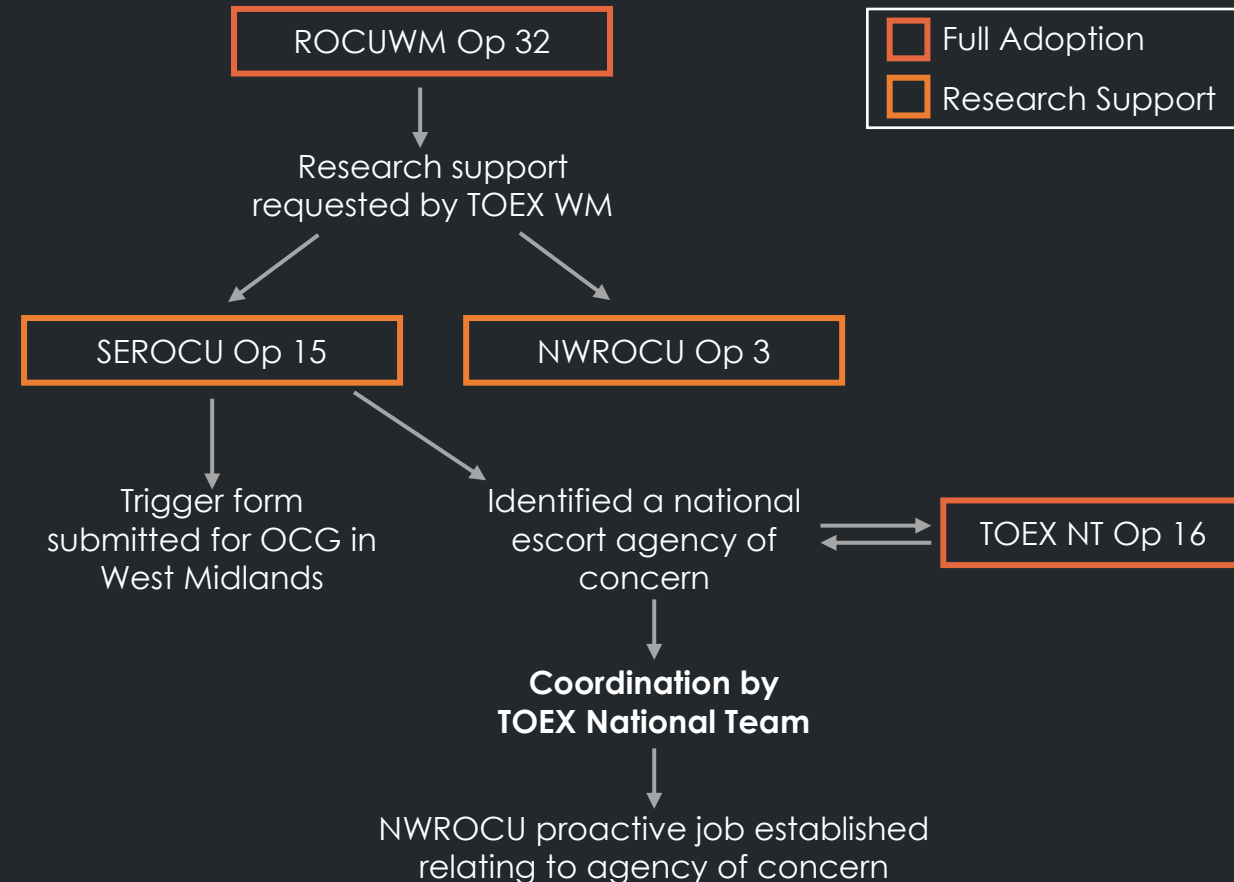 ROCUWM Op 32
Full Adoption
Research Support
Research support
requested by TOEX WM
SEROCU Op 15
NWROCU Op 3
Trigger form
submitted for OCG in
West Midlands
Identified a national
escort agency of
concern
TOEX NT Op 16
Coordination by
TOEX National Team
NWROCU proactive job established
relating to agency of concern